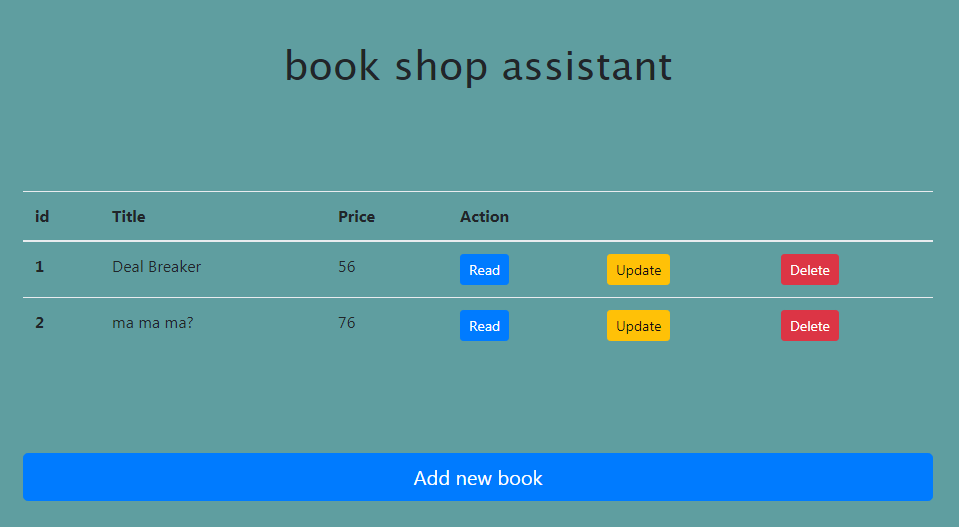 book shop assistant
id Title Price Action
1 Deal Breaker 56 Read Update Delete
2 ma ma ma? 76 Read Update Delete
Add new book